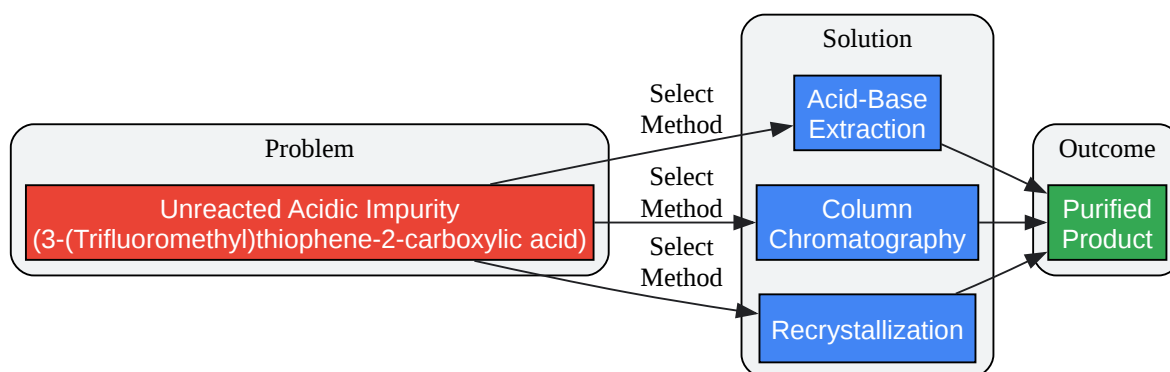 Problem
Unreacted Acidic Impurity
(3-(Trifluoromethyl)thiophene-2-carboxylic acid)
Select
Method
Select
Method
Select
Method
Solution
Acid-Base
Extraction
Column
Chromatography
Recrystallization
Outcome
Purified
Product